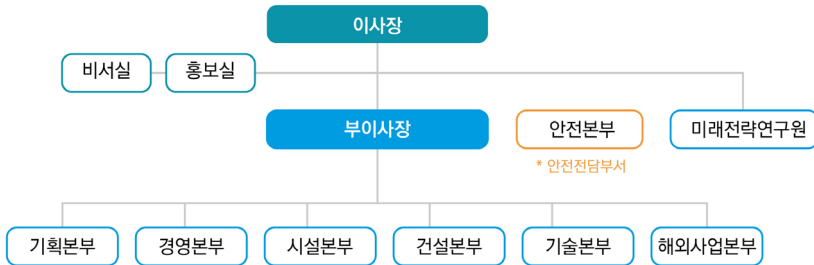 이사장
비서실
홍보실
부이사장
안전본부
미래전략연구원
* 안전전담부서
기획본부
경영본부
시설본부
건설본부
기술본부
해외사업본부